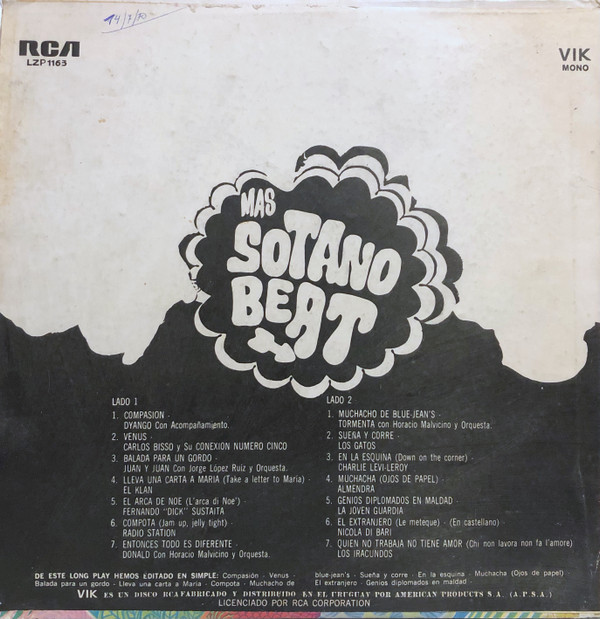 14/7/70
RCA
LZP 1163
VIK
MONO
MAS
SOTANO
BEAT
LADO 1
1. COMPASION -
DYANGO Con Acompañamiento.
2. VENUS -
CARLOS BISSO y Su CONEXION NUMERO CINCO
3. BALADA PARA UN GORDO -
JUAN Y JUAN Con Jorge López Ruiz y Orquesta.
4. LLEVA UNA CARTA A MARIA (Take a letter to Maria) -
EL KLAN
5. EL ARCA DE NOE (L'arca di Noe') -
FERNANDO "DICK" SUSTAITA
6. COMPOTA (Jam up, jelly tight) -
RADIO STATION
7. ENTONCES TODO ES DIFERENTE -
DONALD Con Horacio Malvicino y Orquesta.
LADO 2
1. MUCHACHO DE BLUE-JEAN'S -
TORMENTA con Horacio Malvicino y Orquesta.
2. SUEÑA Y CORRE -
LOS GATOS
3. EN LA ESQUINA (Down on the corner) -
CHARLIE LEVI-LEROY
4. MUCHACHA (OJOS DE PAPEL) -
ALMENDRA
5. GENIOS DIPLOMADOS EN MALDAD -
LA JOVEN GUARDIA
6. EL EXTRANJERO (Le meteque) - (En castellano) -
NICOLA DI BARI
7. QUIEN NO TRABAJA NO TIENE AMOR (Chi non lavora non fa l'amore)
LOS IRACUNDOS
DE ESTE LONG PLAY HEMOS EDITADO EN SIMPLE: Compasión - Venus -
Balada para un gordo - Lleva una carta a Maria - Compota - Muchacho de
blue-jean's - Sueña y corre - En la esquina - Muchacha (Ojos de papel)
El extranjero - Genios diplomados en maldad -
VIK ES UN DISCO RCA FABRICADO Y DISTRIBUIDO EN EL URUGUAY POR AMERICAN PRODUCTS S.A. (A.P.S.A.)
LICENCIADO POR RCA CORPORATION